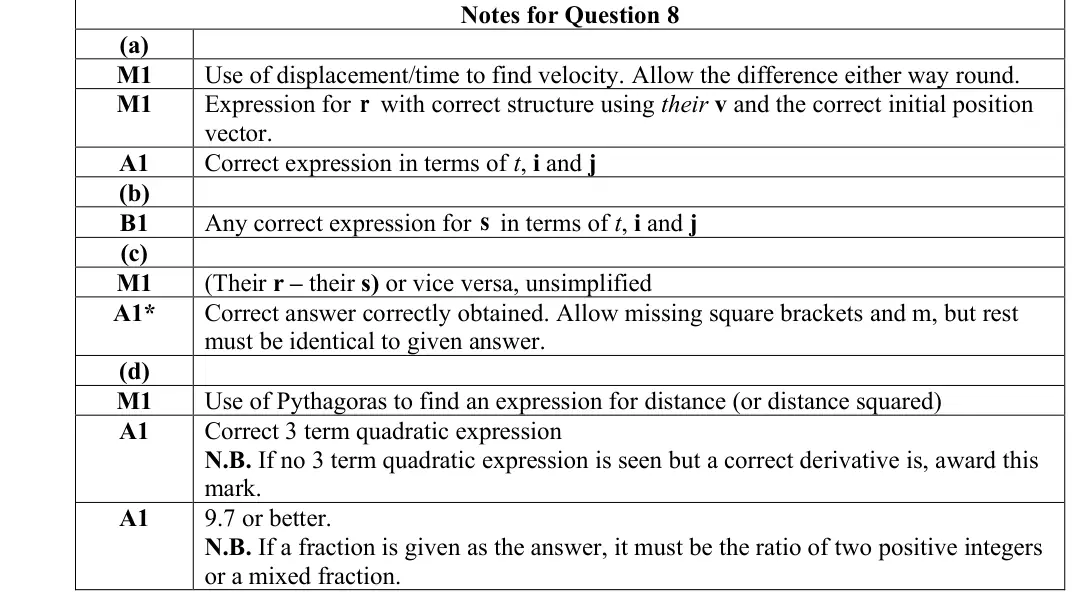 Notes for Question 8
(a)
M1 Use of displacement/time to find velocity. Allow the difference either way round.
M1 Expression for r with correct structure using their v and the correct initial position
vector.
A1 Correct expression in terms of t, i and j
(b)
B1 Any correct expression for s in terms of t, i and j
(c)
M1 (Their r – their s) or vice versa, unsimplified
A1* Correct answer correctly obtained. Allow missing square brackets and m, but rest
must be identical to given answer.
(d)
M1 Use of Pythagoras to find an expression for distance (or distance squared)
A1 Correct 3 term quadratic expression
N.B. If no 3 term quadratic expression is seen but a correct derivative is, award this
mark.
A1 9.7 or better.
N.B. If a fraction is given as the answer, it must be the ratio of two positive integers
or a mixed fraction.